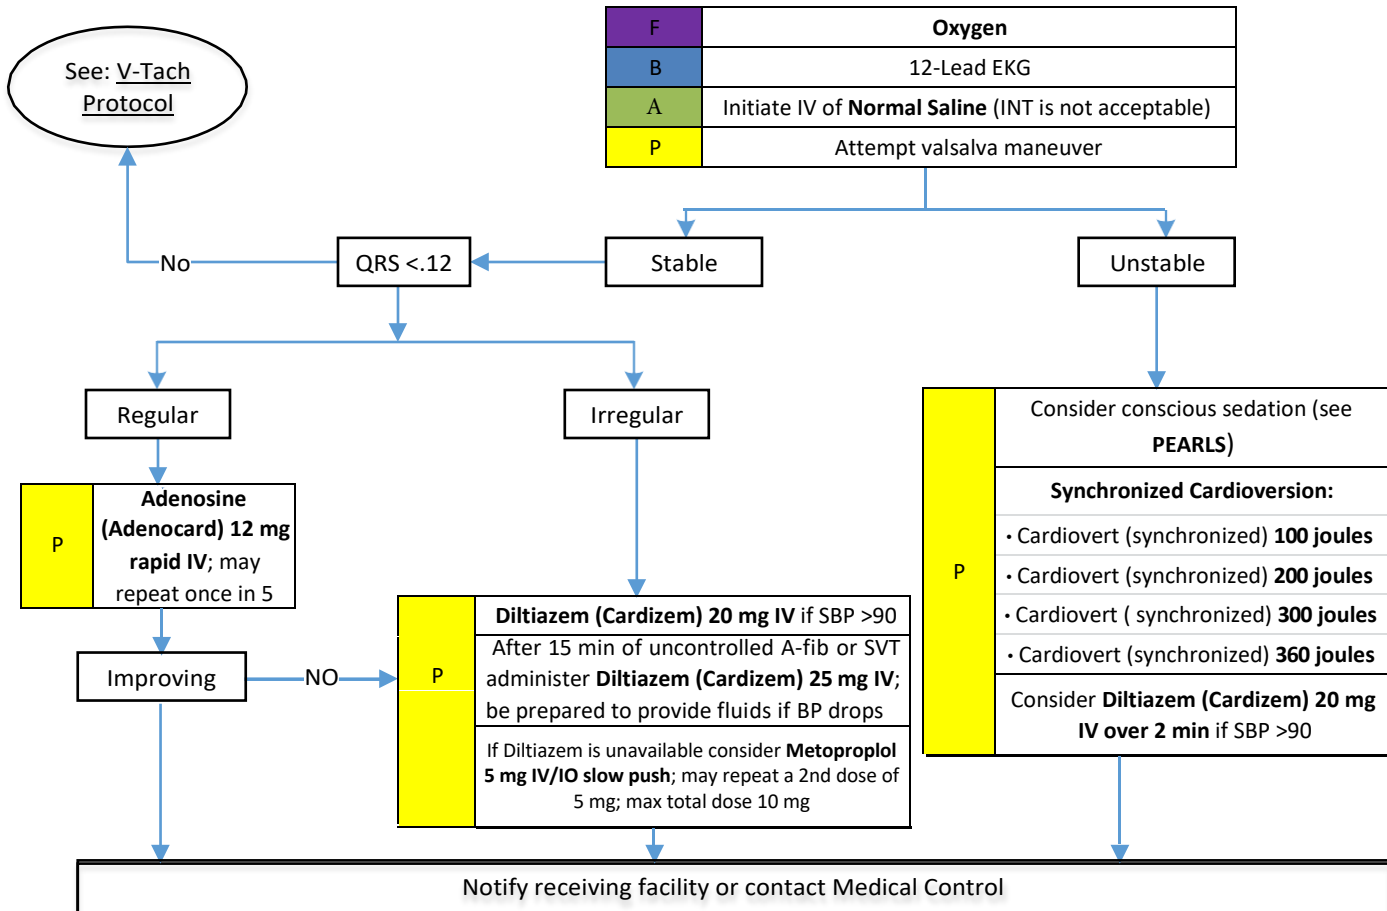 See: V-Tach
Protocol
F
Oxygen
B
12-Lead EKG
A
Initiate IV of Normal Saline (INT is not acceptable)
P
Attempt valsalva maneuver
No
QRS <.12
Stable
Unstable
Regular
Irregular
P
Adenosine
(Adenocard) 12 mg
rapid IV; may
repeat once in 5
Improving
NO
P
Diltiazem (Cardizem) 20 mg IV if SBP >90
After 15 min of uncontrolled A-fib or SVT
administer Diltiazem (Cardizem) 25 mg IV;
be prepared to provide fluids if BP drops
If Diltiazem is unavailable consider Metoproplol
5 mg IV/IO slow push; may repeat a 2nd dose of
5 mg; max total dose 10 mg
P
Consider conscious sedation (see
PEARLS)
Synchronized Cardioversion:
• Cardiovert (synchronized) 100 joules
• Cardiovert (synchronized) 200 joules
• Cardiovert ( synchronized) 300 joules
• Cardiovert (synchronized) 360 joules
Consider Diltiazem (Cardizem) 20 mg
IV over 2 min if SBP >90
Notify receiving facility or contact Medical Control